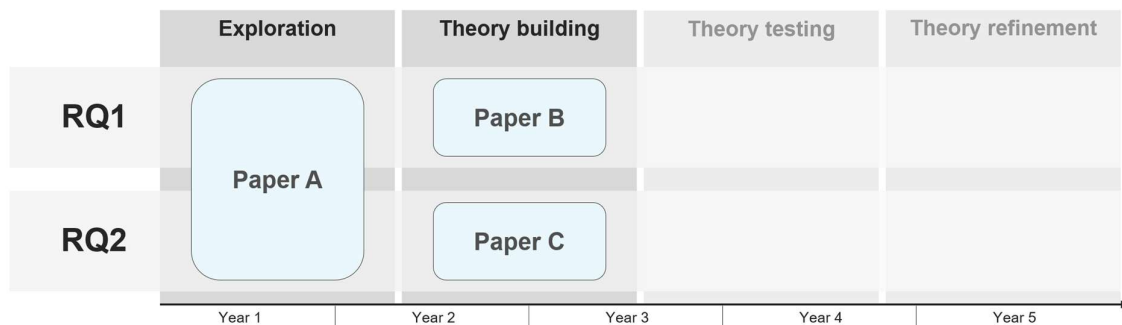 Exploration
Theory building
Theory testing
Theory refinement
RQ1
Paper A
Paper B
RQ2
Paper C
Year 1
Year 2
Year 3
Year 4
Year 5